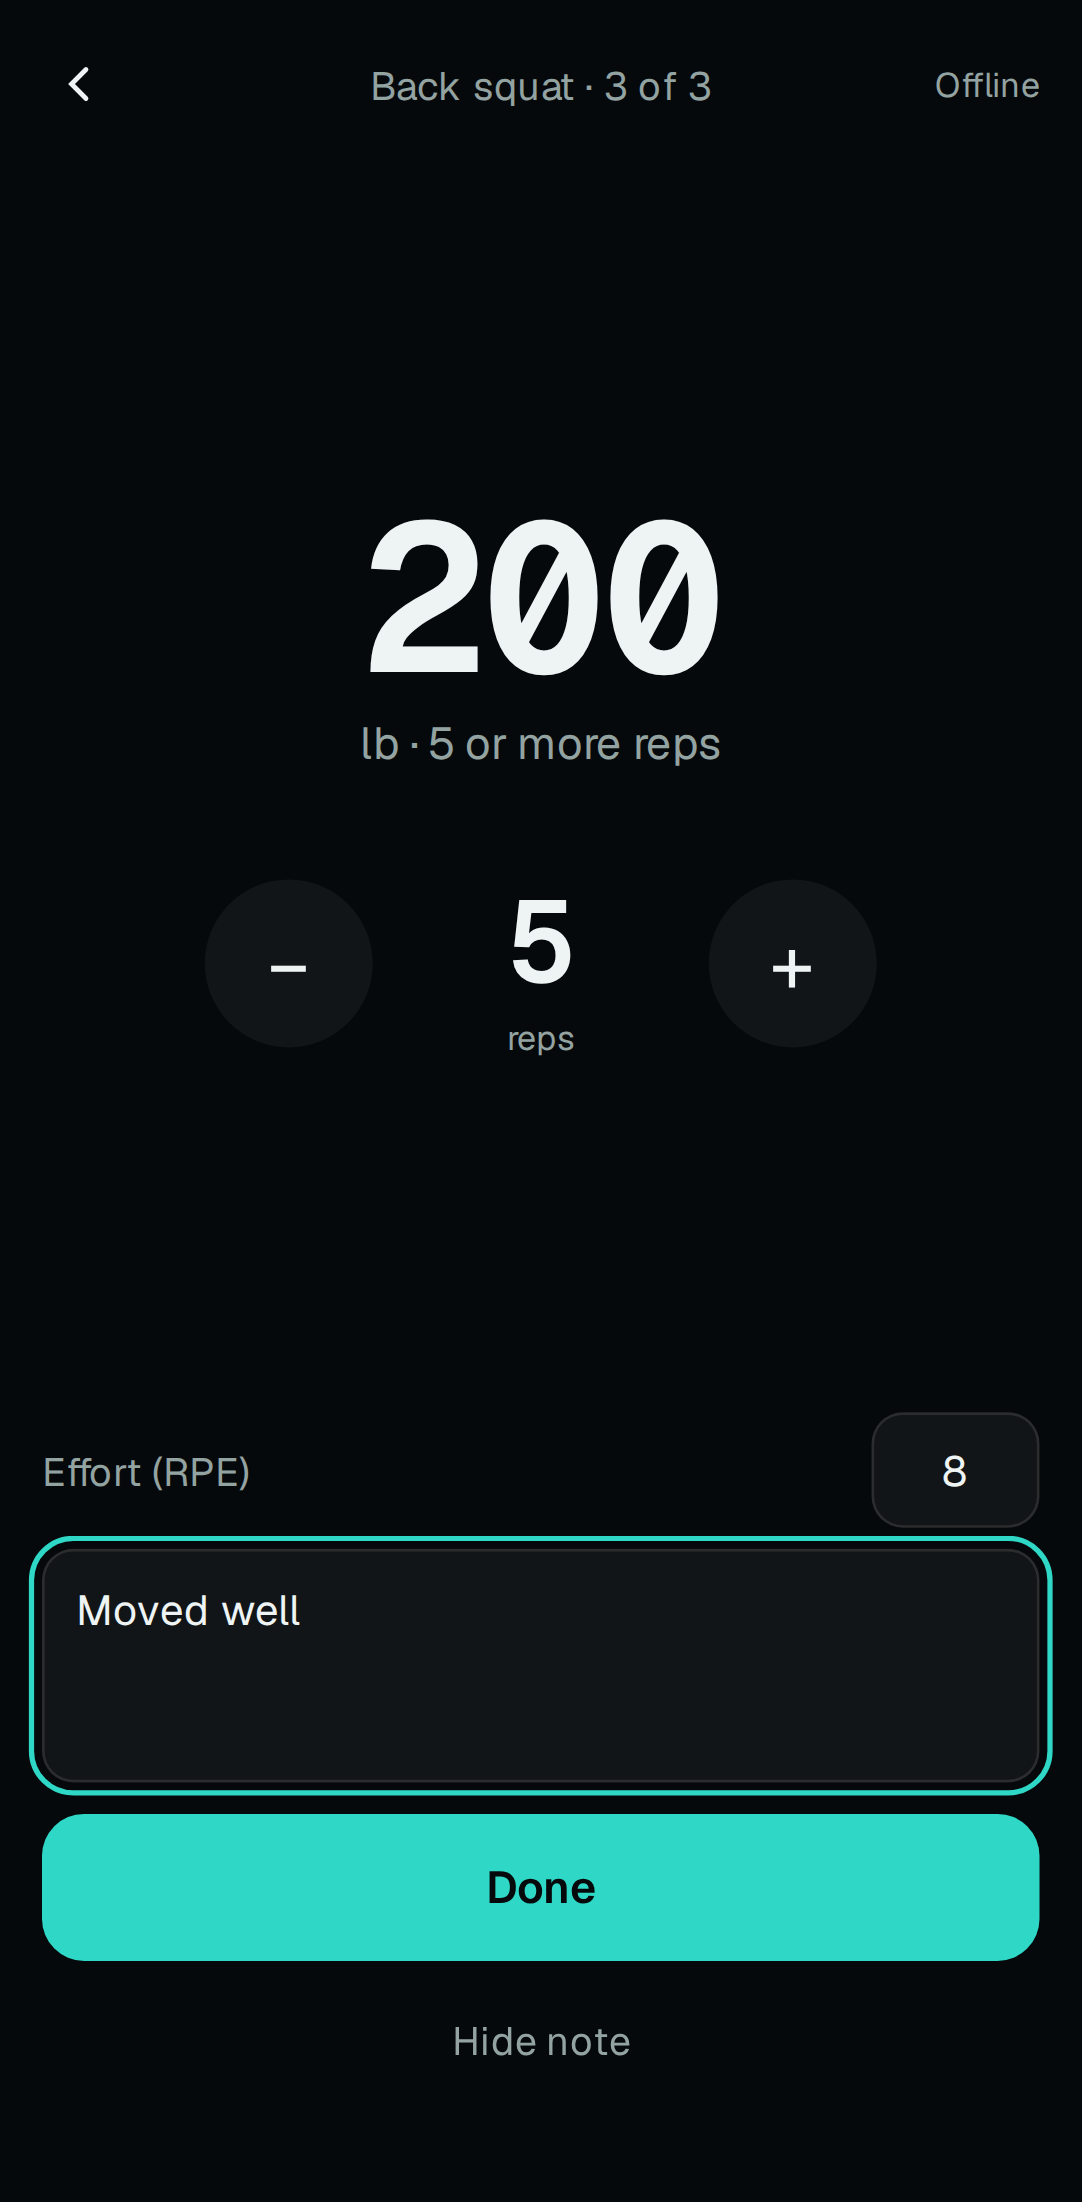 Back squat · 3 of 3
Offline
200
lb · 5 or more reps
−
5
+
reps
Effort (RPE)
8
Moved well
Done
Hide note